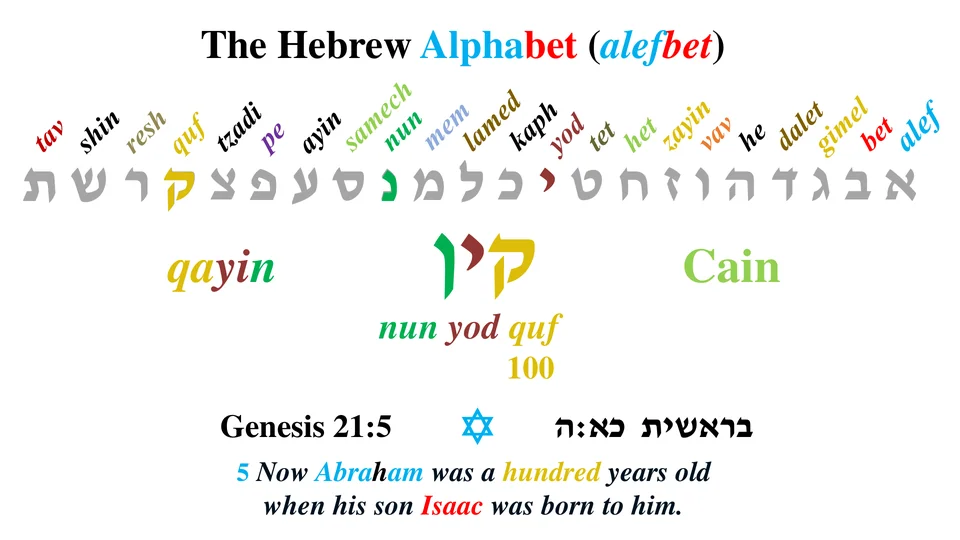 The Hebrew Alphabet (alefbet)
tav shin resh quf tzadi pe ayin samech nun mem lamed kaph yod tet het zayin vav he dalet gimel bet alef
א ב ג ד ה ו ז ח ט י כ ל מ נ ס ע פ צ ק ר ש ת
qayin קין Cain
nun yod quf
100
Genesis 21:5 ✡ בראשית כא:ה
5 Now Abraham was a hundred years old
when his son Isaac was born to him.